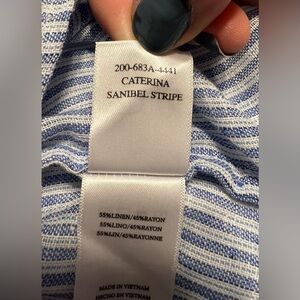 200-683A-4441
CATERINA
SANIBEL STRIPE
55%LINEN/45%RAYON
55%LINO/45%RAYON
55%LIN/45%RAYONNE
MADE IN VIETNAM
HECHO EN VIETNAM